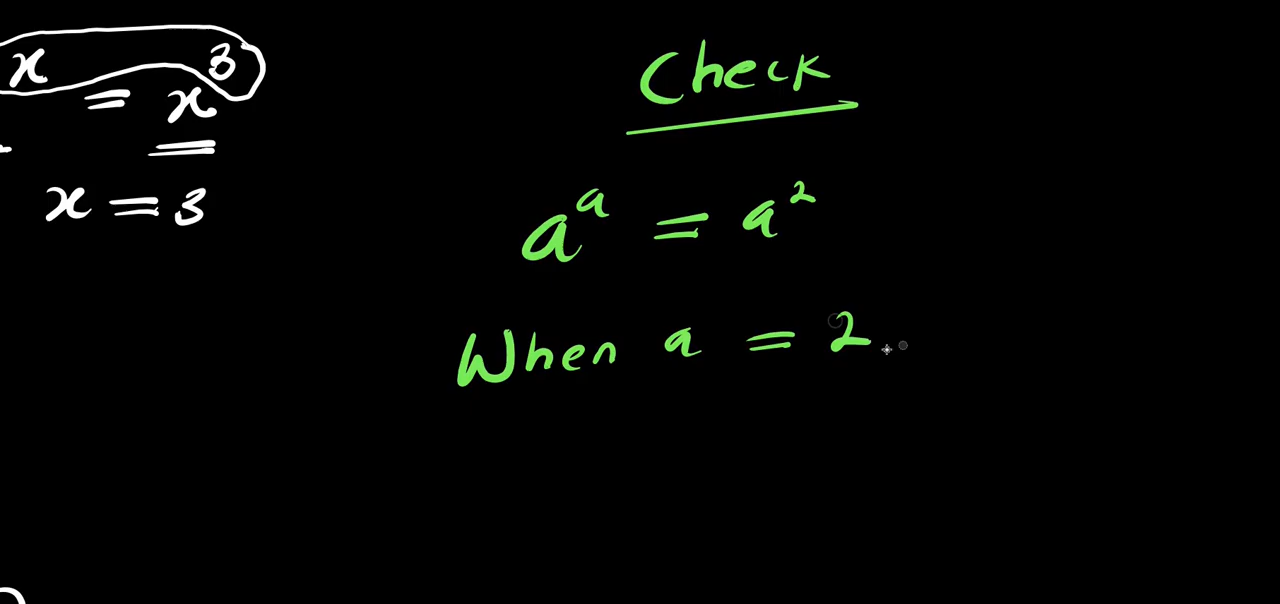 x = x³
x = 3
Check
aᵃ = a²
When a = 2